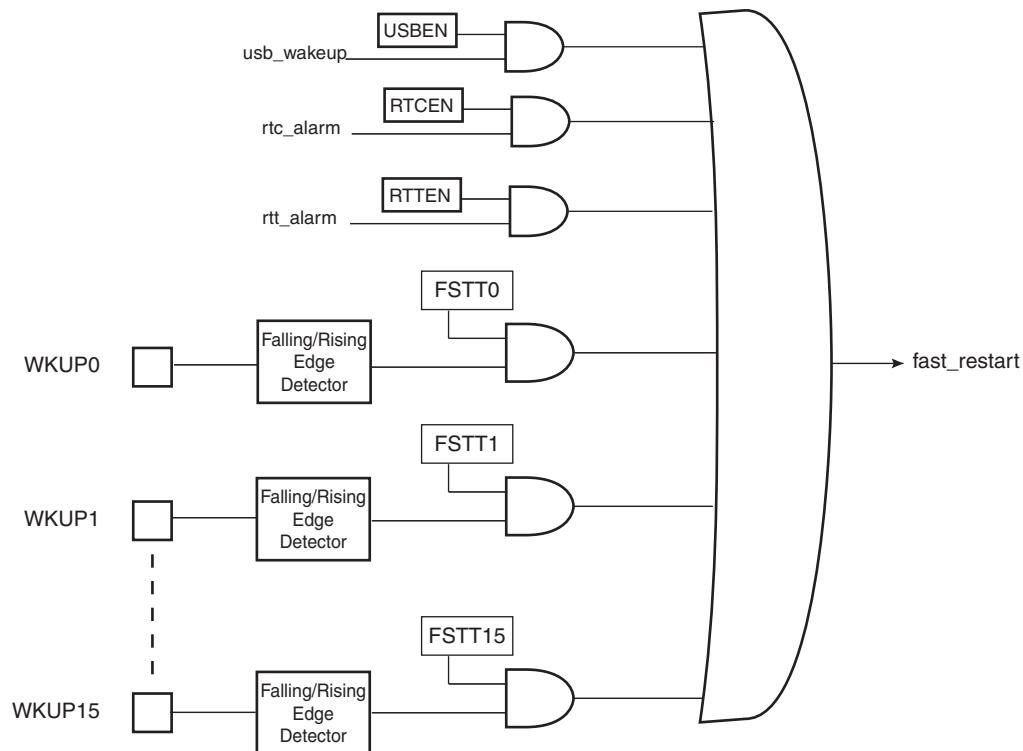 USBEN
usb_wakeup
RTCEN
rtc_alarm
RTTEN
rtt_alarm
FSTT0
WKUP0
Falling/Rising
Edge
Detector
fast_restart
FSTT1
WKUP1
Falling/Rising
Edge
Detector
FSTT15
WKUP15
Falling/Rising
Edge
Detector